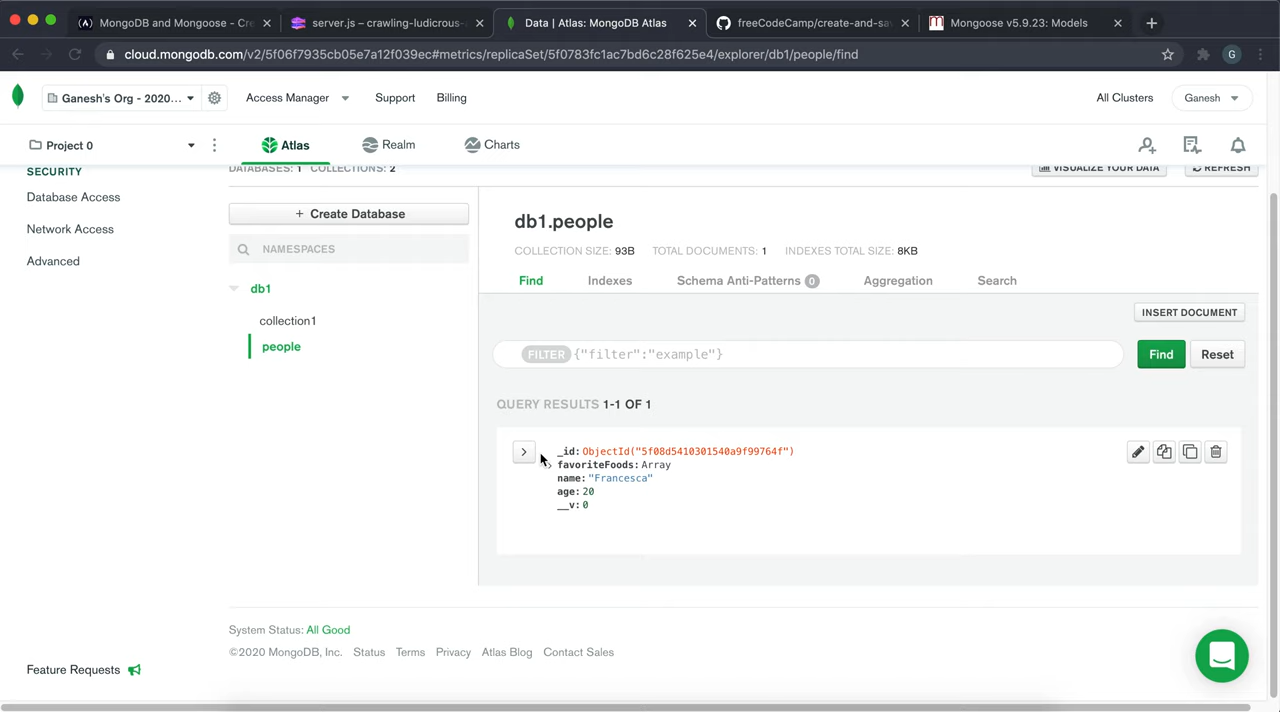 MongoDB and Mongoose - Cre
server.js – crawling-ludicrous-
Data | Atlas: MongoDB Atlas
freeCodeCamp/create-and-sav
Mongoose v5.9.23: Models
cloud.mongodb.com/v2/5f06f7935cb05e7a12f039ec#metrics/replicaSet/5f0783fc1ac7bd6c28f625e4/explorer/db1/people/find
G
Ganesh's Org - 2020...
Access Manager
Support
Billing
All Clusters
Ganesh
Project 0
Atlas
Realm
Charts
SECURITY
Database Access
Network Access
Advanced
Feature Requests
DATABASES: 1 COLLECTIONS: 2
VISUALIZE YOUR DATA
REFRESH
+ Create Database
NAMESPACES
db1
collection1
people
db1.people
COLLECTION SIZE: 93B TOTAL DOCUMENTS: 1 INDEXES TOTAL SIZE: 8KB
Find
Indexes
Schema Anti-Patterns 0
Aggregation
Search
INSERT DOCUMENT
FILTER {"filter":"example"}
Find
Reset
QUERY RESULTS 1-1 OF 1
_id: ObjectId("5f08d5410301540a9f99764f")
favoriteFoods: Array
name: "Francesca"
age: 20
__v: 0
System Status: All Good
©2020 MongoDB, Inc. Status Terms Privacy Atlas Blog Contact Sales